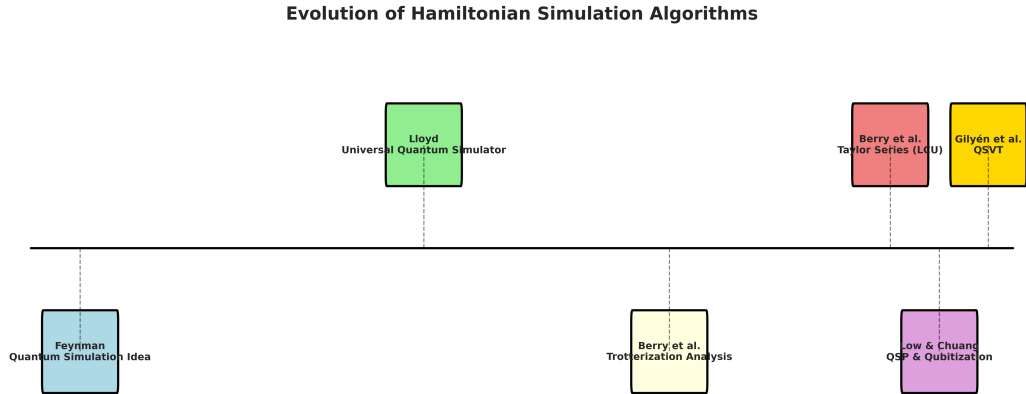 Evolution of Hamiltonian Simulation Algorithms
Lloyd
Universal Quantum Simulator
Berry et al.
Taylor Series (LCU)
Gilyén et al.
QSVT
Feynman
Quantum Simulation Idea
Berry et al.
Trotterization Analysis
Low & Chuang
QSP & Qubitization